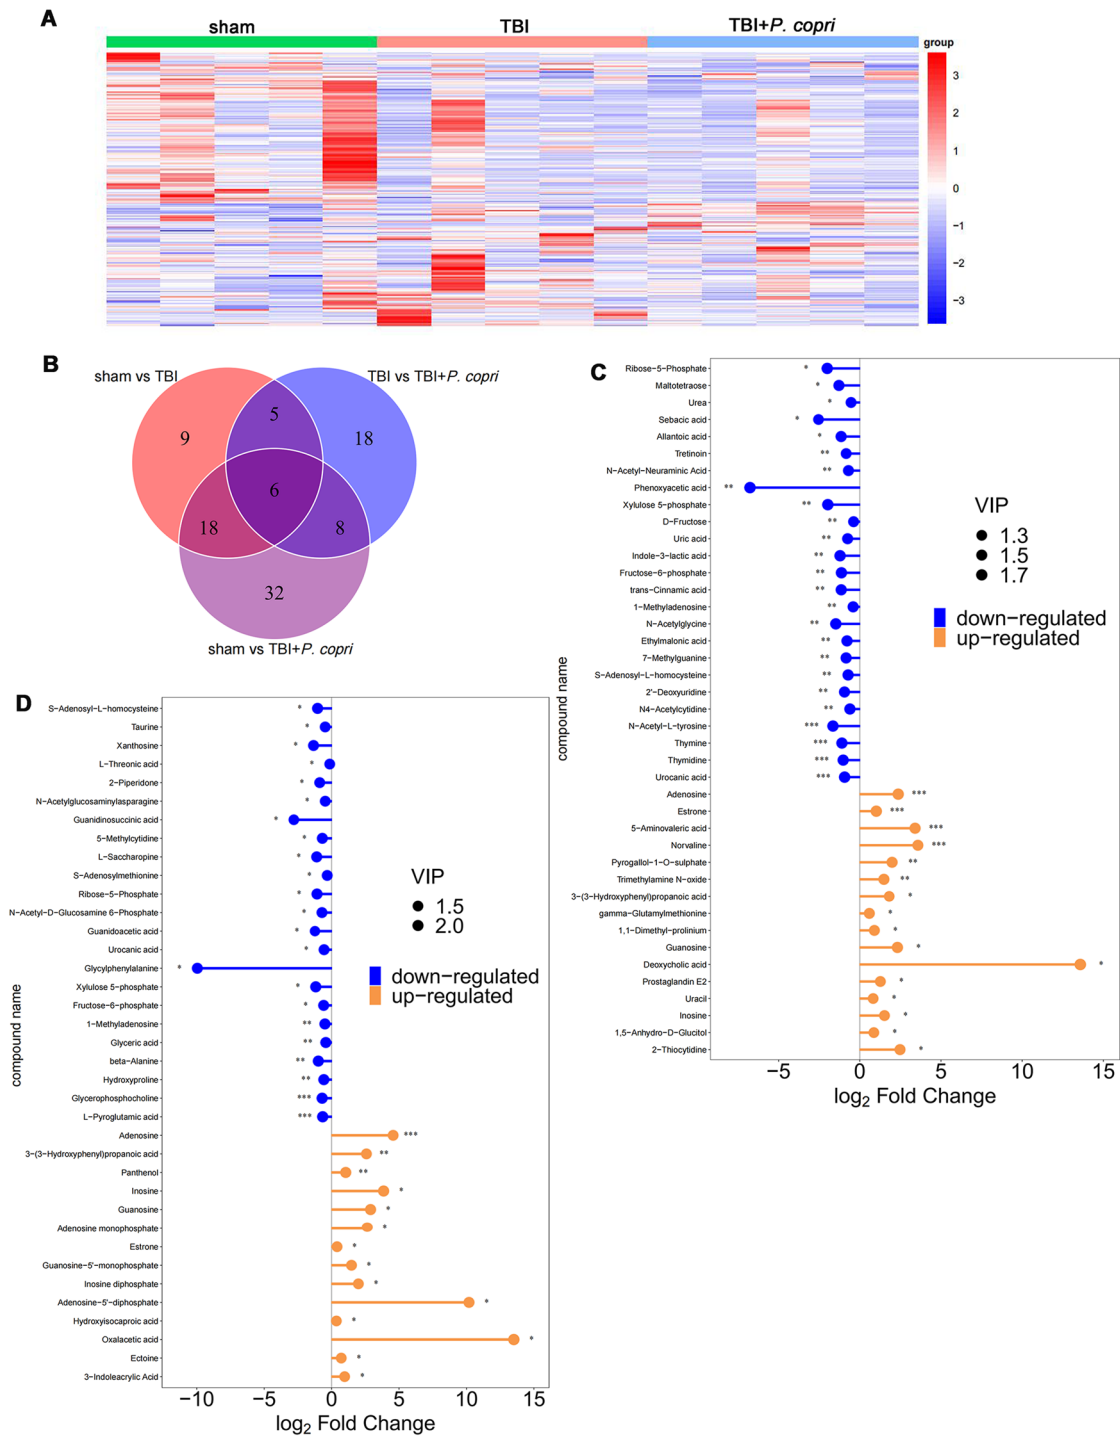 A
sham
TBI
TBI+P. copri
group
3
2
1
0
−1
−2
−3
B
sham vs TBI
TBI vs TBI+P. copri
5
9
18
6
18
8
32
sham vs TBI+P. copri
C
Ribose−5−Phosphate *
Maltotetraose *
Urea *
Sebacic acid *
Allantoic acid *
Tretinoin **
N−Acetyl−Neuraminic Acid **
Phenoxyacetic acid **
Xylulose 5−phosphate **
D−Fructose **
Uric acid **
Indole−3−lactic acid **
Fructose−6−phosphate **
trans−Cinnamic acid **
1−Methyladenosine **
N−Acetylglycine **
Ethylmalonic acid **
7−Methylguanine **
S−Adenosyl−L−homocysteine **
2'−Deoxyuridine **
N4−Acetylcytidine **
N−Acetyl−L−tyrosine ***
Thymine ***
Thymidine ***
Urocanic acid ***
Adenosine ***
Estrone ***
5−Aminovaleric acid ***
Norvaline ***
Pyrogallol−1−O−sulphate **
Trimethylamine N−oxide **
3−(3−Hydroxyphenyl)propanoic acid *
gamma−Glutamylmethionine *
1,1−Dimethyl−prolinium *
Guanosine *
Deoxycholic acid *
Prostaglandin E2 *
Uracil *
Inosine *
1,5−Anhydro−D−Glucitol *
2−Thiocytidine *
compound name
VIP
1.3
1.5
1.7
down−regulated
up−regulated
−5
0
5
10
15
log2 Fold Change
D
S−Adenosyl−L−homocysteine *
Taurine *
Xanthosine *
L−Threonic acid *
2−Piperidone *
N−Acetylglucosaminylasparagine *
Guanidinosuccinic acid *
5−Methylcytidine *
L−Saccharopine *
S−Adenosylmethionine *
Ribose−5−Phosphate *
N−Acetyl−D−Glucosamine 6−Phosphate *
Guanidoacetic acid *
Urocanic acid *
Glycylphenylalanine *
Xylulose 5−phosphate *
Fructose−6−phosphate *
1−Methyladenosine **
Glyceric acid **
beta−Alanine **
Hydroxyproline **
Glycerophosphocholine ***
L−Pyroglutamic acid ***
Adenosine ***
3−(3−Hydroxyphenyl)propanoic acid **
Panthenol **
Inosine *
Guanosine *
Adenosine monophosphate *
Estrone *
Guanosine−5'−monophosphate *
Inosine diphosphate *
Adenosine−5'−diphosphate *
Hydroxyisocaproic acid *
Oxalacetic acid *
Ectoine *
3−Indoleacrylic Acid *
compound name
VIP
1.5
2.0
down−regulated
up−regulated
−10
−5
0
5
10
15
log2 Fold Change